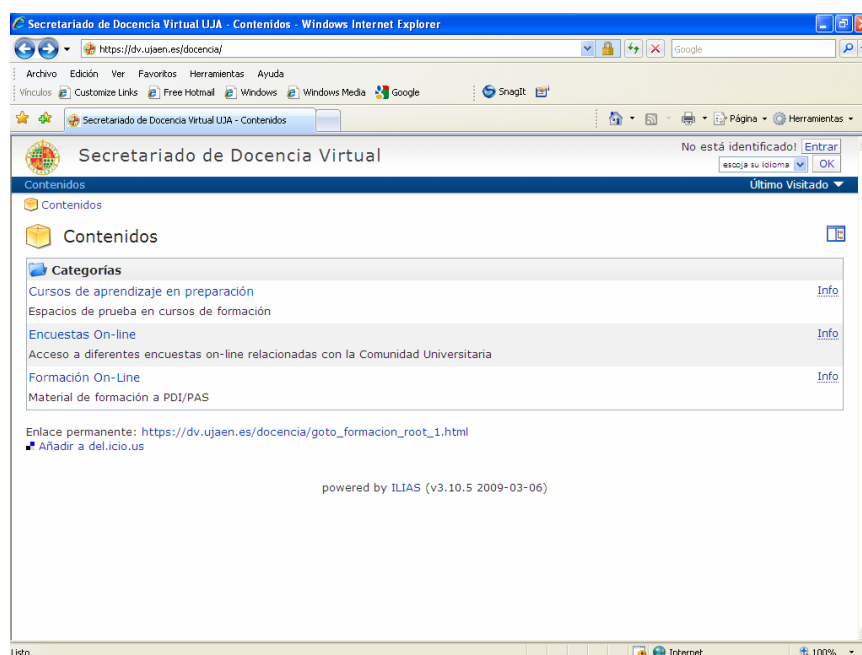 Secretariado de Docencia Virtual UJA - Contenidos - Windows Internet Explorer
https://dv.ujaen.es/docencia/
Google
Archivo Edición Ver Favoritos Herramientas Ayuda
Vínculos Customize Links Free Hotmail Windows Windows Media Google SnagIt
Secretariado de Docencia Virtual UJA - Contenidos
Página Herramientas
Secretariado de Docencia Virtual
No está identificado! Entrar
escoja su idioma OK
Contenidos
Último Visitado
Contenidos
Contenidos
Categorías
Cursos de aprendizaje en preparación Info
Espacios de prueba en cursos de formación
Encuestas On-line Info
Acceso a diferentes encuestas on-line relacionadas con la Comunidad Universitaria
Formación On-Line Info
Material de formación a PDI/PAS
Enlace permanente: https://dv.ujaen.es/docencia/goto_formacion_root_1.html
Añadir a del.icio.us
powered by ILIAS (v3.10.5 2009-03-06)
Listo Internet 100%